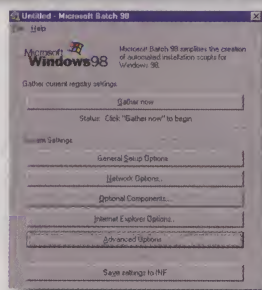 Untitled - Microsoft Batch 98
File Help
Microsoft
Windows98
Microsoft Batch 98 simplifies the creation
of automated installation scripts for
Windows 98.
Gather current registry settings
Gather now
Status: Click "Gather now" to begin
System Settings
General Setup Options
Network Options...
Optional Components...
Internet Explorer Options...
Advanced Options
Save settings to INF